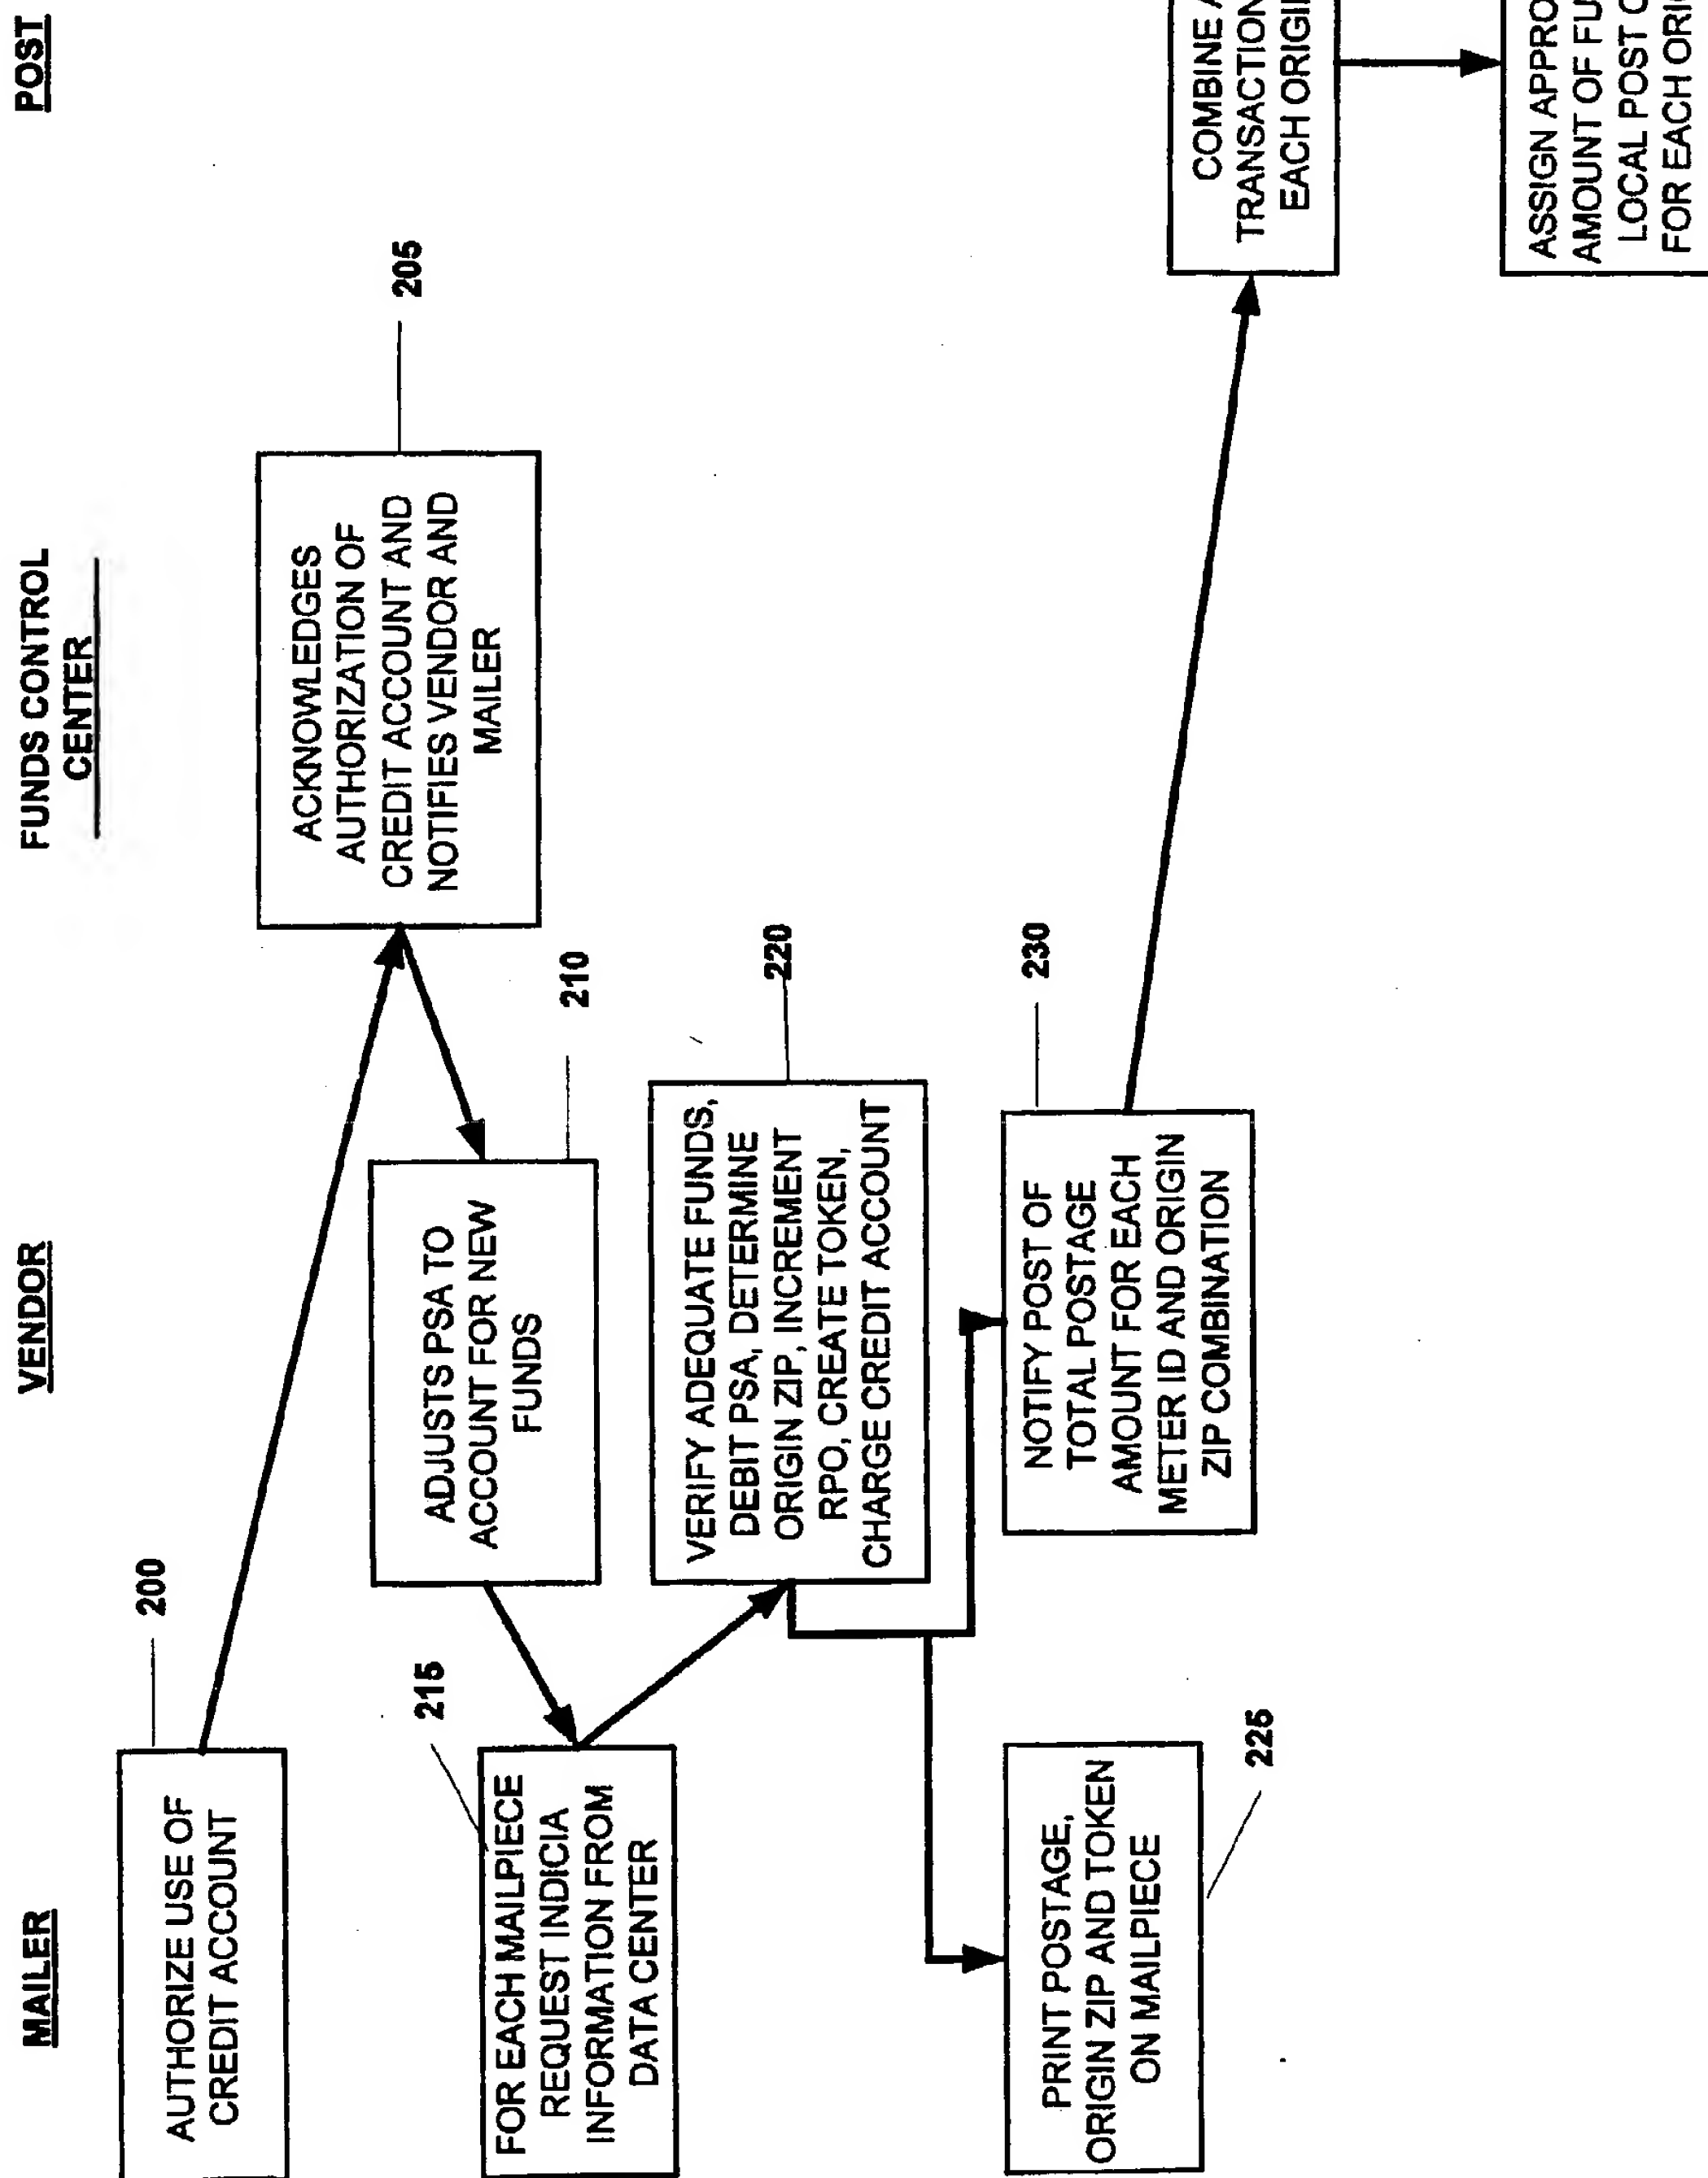 MAILER
VENDOR
FUNDS CONTROL
CENTER
POST
200
AUTHORIZE USE OF
CREDIT ACCOUNT
205
ACKNOWLEDGES
AUTHORIZATION OF
CREDIT ACCOUNT AND
NOTIFIES VENDOR AND
MAILER
210
ADJUSTS PSA TO
ACCOUNT FOR NEW
FUNDS
215
FOR EACH MAILPIECE
REQUEST INDICIA
INFORMATION FROM
DATA CENTER
220
VERIFY ADEQUATE FUNDS,
DEBIT PSA, DETERMINE
ORIGIN ZIP, INCREMENT
RPO, CREATE TOKEN,
CHARGE CREDIT ACCOUNT
225
PRINT POSTAGE,
ORIGIN ZIP AND TOKEN
ON MAILPIECE
230
NOTIFY POST OF
TOTAL POSTAGE
AMOUNT FOR EACH
METER ID AND ORIGIN
ZIP COMBINATION
COMBINE
TRANSACTION
EACH
ASSIGN
AMOUNT OF
LOCAL POST
FOR EACH